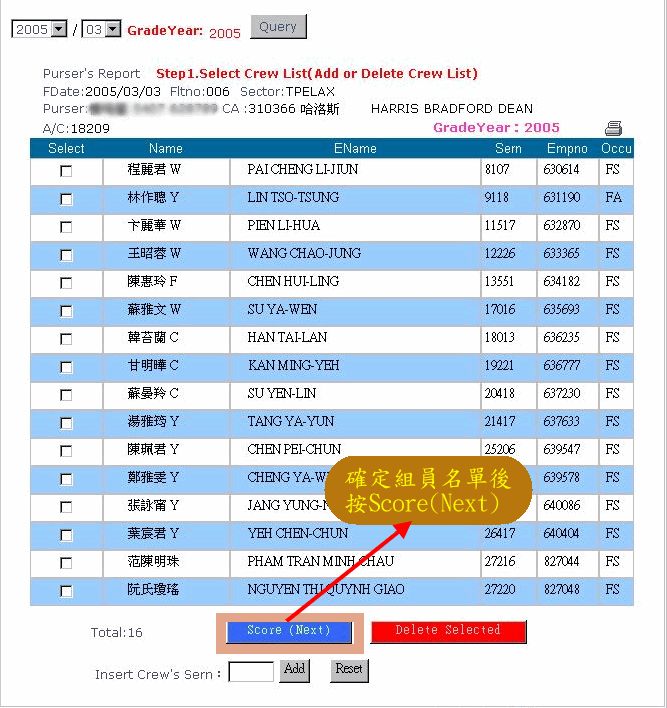 2005 / 03 GradeYear: 2005 Query
Purser's Report Step1.Select Crew List(Add or Delete Crew List)
FDate:2005/03/03 Fltno:006 Sector:TPELAX
Purser: CA :310366 哈洛斯 HARRIS BRADFORD DEAN
A/C:18209 GradeYear：2005
Select Name EName Sern Empno Occu
程麗君 W PAI CHENG LI-JIUN 8107 630614 FS
林作聰 Y LIN TSO-TSUNG 9118 631190 FA
卞麗華 W PIEN LI-HUA 11517 632870 FS
王昭蓉 W WANG CHAO-JUNG 12226 633365 FS
陳惠玲 F CHEN HUI-LING 13551 634182 FS
蘇雅文 W SU YA-WEN 17016 635693 FS
韓苔蘭 C HAN TAI-LAN 18013 636235 FS
甘明曄 C KAN MING-YEH 19221 636777 FS
蘇晏羚 C SU YEN-LIN 20418 637230 FS
湯雅筠 Y TANG YA-YUN 21417 637633 FS
陳珮君 Y CHEN PEI-CHUN 25206 639547 FS
鄭雅雯 Y CHENG YA-W 639578 FS
張詠甯 Y JANG YUNG- 640086 FS
葉宸君 Y YEH CHEN-CHUN 26417 640404 FS
范陳明珠 PHAM TRAN MINH CHAU 27216 827044 FS
阮氏瓊瑤 NGUYEN THI QUYNH GIAO 27220 827048 FS
確定組員名單後
按Score(Next)
Total:16 Score (Next) Delete Selected
Insert Crew's Sern： Add Reset